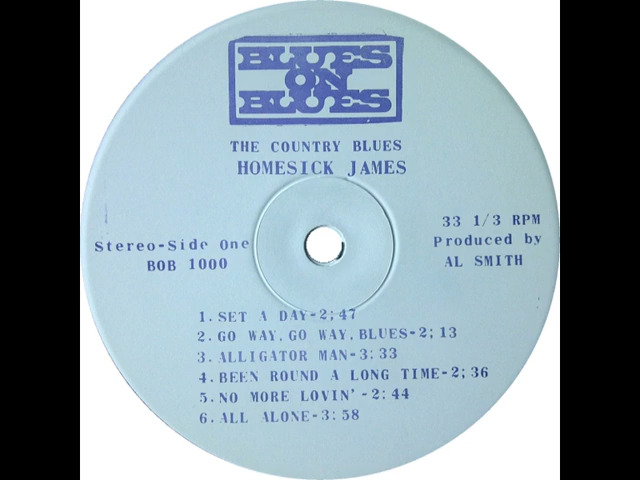 BLUES
ON
BLUES
THE COUNTRY BLUES
HOMESICK JAMES
Stereo-Side One
BOB 1000
33 1/3 RPM
Produced by
AL SMITH
1. SET A DAY-2;47
2. GO WAY, GO WAY, BLUES-2;13
3. ALLIGATOR MAN-3:33
4. BEEN ROUND A LONG TIME-2;36
5. NO MORE LOVIN'-2:44
6. ALL ALONE-3:58